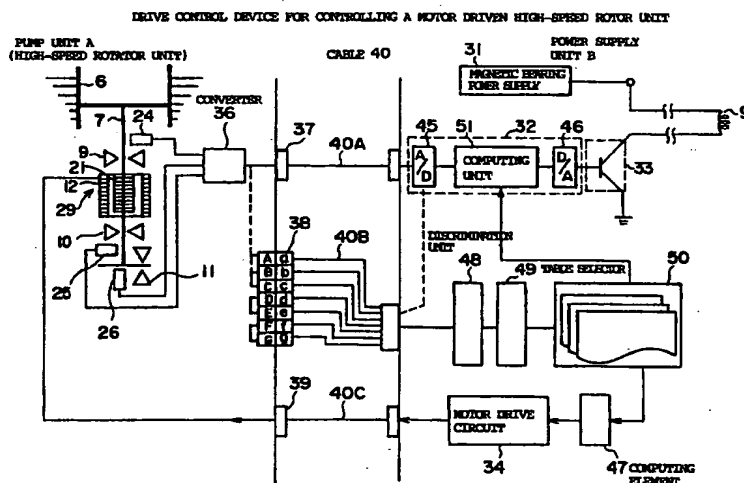 DRIVE CONTROL DEVICE FOR CONTROLLING A MOTOR DRIVEN HIGH-SPEED ROTOR UNIT
PUMP UNIT A
(HIGH-SPEED ROTATOR UNIT)
CABLE 40
POWER SUPPLY
UNIT B
31
MAGNETIC BEARING
POWER SUPPLY
6
7
24
CONVERTER
36
37
40A
45
51
32
46
9
A/D
COMPUTING
UNIT
D/A
33
9
21
12
29
10
25
26
11
38
40B
A a
B b
C c
D d
E e
F f
G g
DISCRIMINATION
UNIT
48
49
TABLE SELECTOR
50
39
40C
MOTOR DRIVE
CIRCUIT
34
47
COMPUTING
ELEMENT